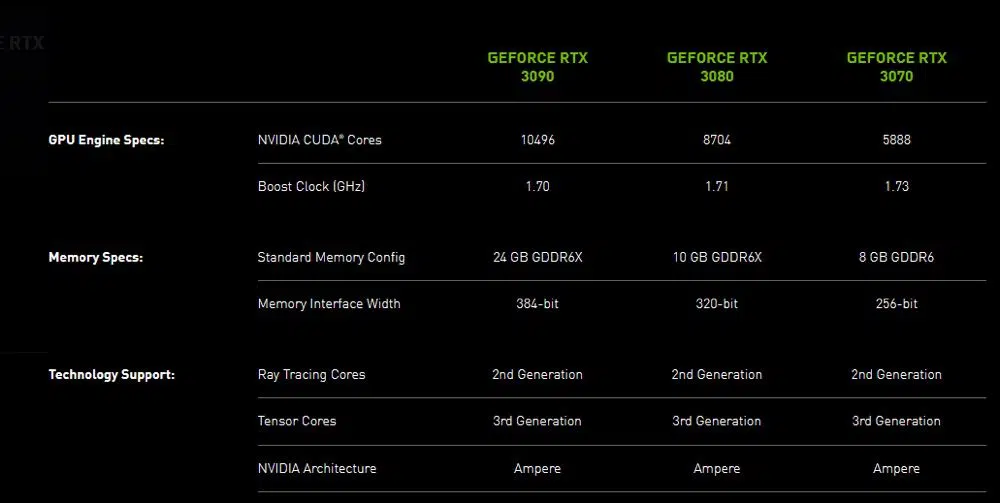 E RTX
GEFORCE RTX 3090 GEFORCE RTX 3080 GEFORCE RTX 3070
GPU Engine Specs: NVIDIA CUDA® Cores 10496 8704 5888
Boost Clock (GHz) 1.70 1.71 1.73
Memory Specs: Standard Memory Config 24 GB GDDR6X 10 GB GDDR6X 8 GB GDDR6
Memory Interface Width 384-bit 320-bit 256-bit
Technology Support: Ray Tracing Cores 2nd Generation 2nd Generation 2nd Generation
Tensor Cores 3rd Generation 3rd Generation 3rd Generation
NVIDIA Architecture Ampere Ampere Ampere